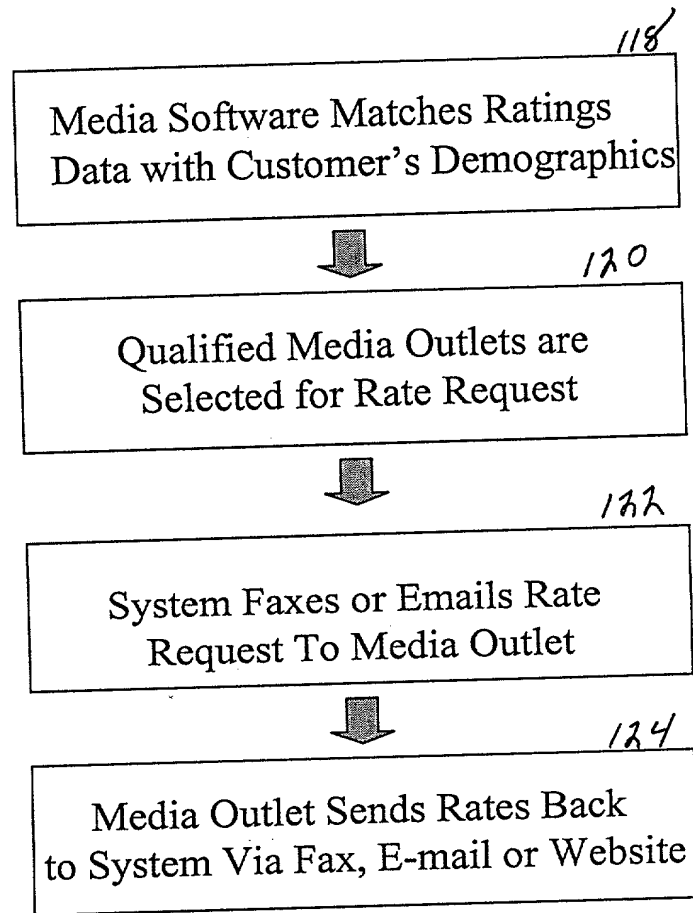 118
Media Software Matches Ratings
Data with Customer's Demographics
120
Qualified Media Outlets are
Selected for Rate Request
122
System Faxes or Emails Rate
Request To Media Outlet
124
Media Outlet Sends Rates Back
to System Via Fax, E-mail or Website